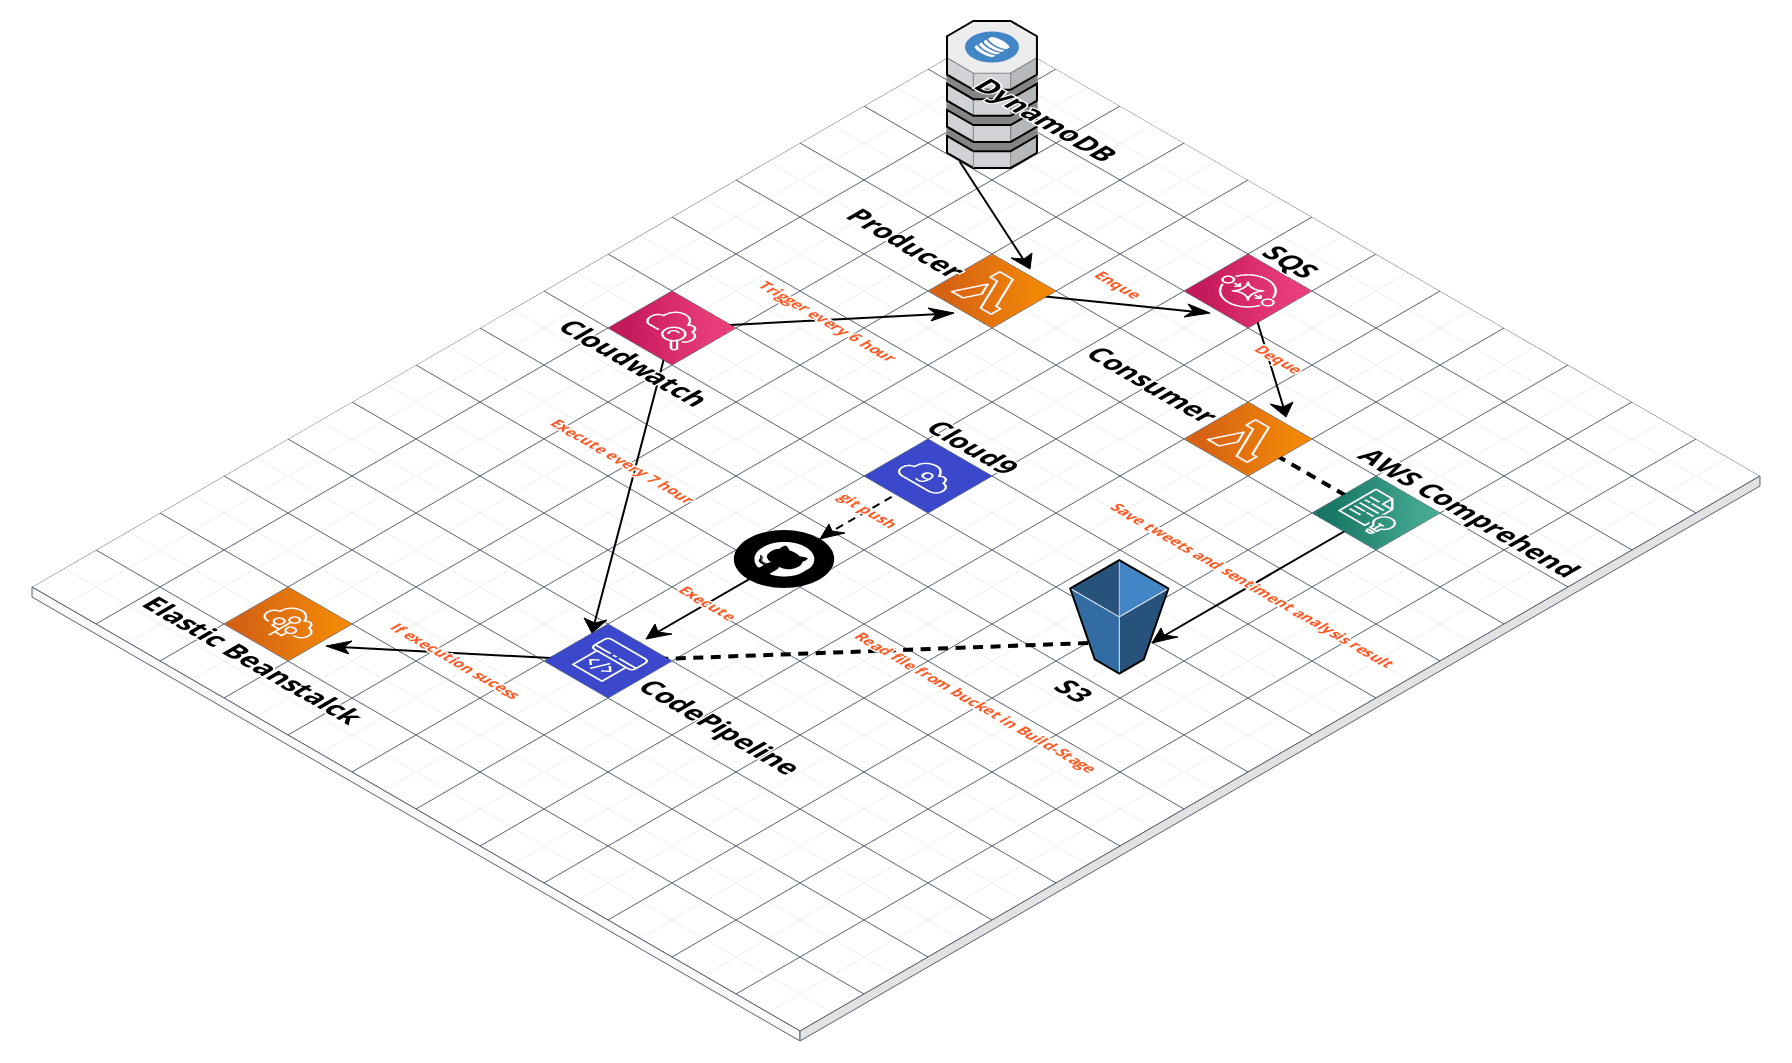 DynamoDB
Producer
SQS
Enque
Trigger every 6 hour
Cloudwatch
Deque
Consumer
Execute every 7 hour
Cloud9
9
AWS Comprehend
git push
Save tweets and sentiment analysis result
Execute
Elastic Beanstalck
If execution sucess
</>
CodePipeline
Read file from bucket in Build-Stage
S3